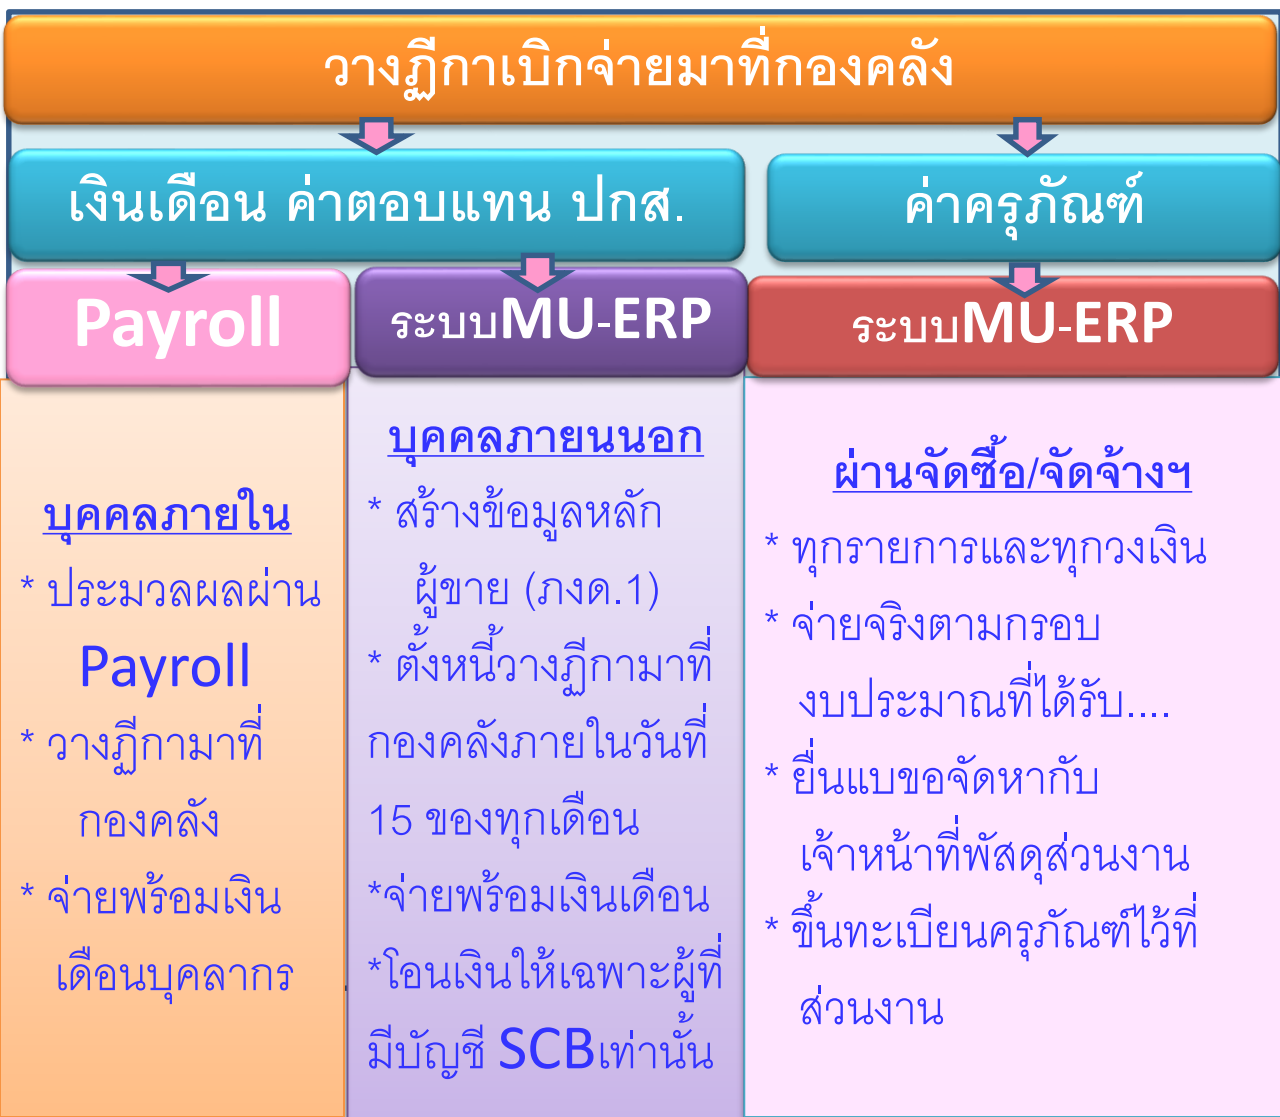 วางฎีกาเบิกจ่ายมาที่กองคลัง
เงินเดือน ค่าตอบแทน ปกส.
ค่าครุภัณฑ์
Payroll
ระบบMU-ERP
ระบบMU-ERP
บุคคลภายใน
* ประมวลผลผ่าน
Payroll
* วางฎีกามาที่
กองคลัง
* จ่ายพร้อมเงิน
เดือนบุคลากร
บุคคลภายนนอก
* สร้างข้อมูลหลัก
ผู้ขาย (ภงด.1)
* ตั้งหนี้วางฎีกามาที่
กองคลังภายในวันที่
15 ของทุกเดือน
*จ่ายพร้อมเงินเดือน
*โอนเงินให้เฉพาะผู้ที่
มีบัญชี SCBเท่านั้น
ผ่านจัดซื้อ/จัดจ้างฯ
* ทุกรายการและทุกวงเงิน
* จ่ายจริงตามกรอบ
งบประมาณที่ได้รับ....
* ยื่นแบขอจัดหากับ
เจ้าหน้าที่พัสดุส่วนงาน
* ขึ้นทะเบียนครุภัณฑ์ไว้ที่
ส่วนงาน